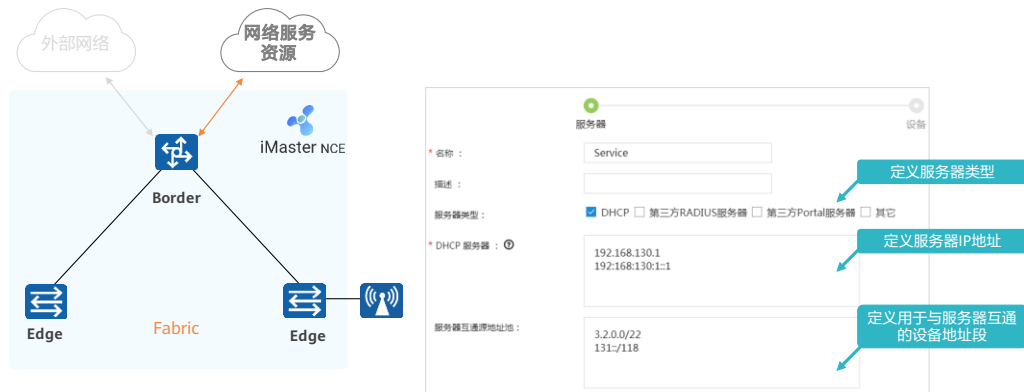 外部网络
网络服务
资源
iMaster NCE
Border
Edge
Fabric
Edge
服务器
设备
* 名称 ：
Service
描述 ：
服务器类型：
DHCP
第三方RADIUS服务器
第三方Portal服务器
其它
* DHCP 服务器 ：
192.168.130.1
192:168:130:1::1
服务器互通源地址池：
3.2.0.0/22
131::/118
定义服务器类型
定义服务器IP地址
定义用于与服务器互通
的设备地址段